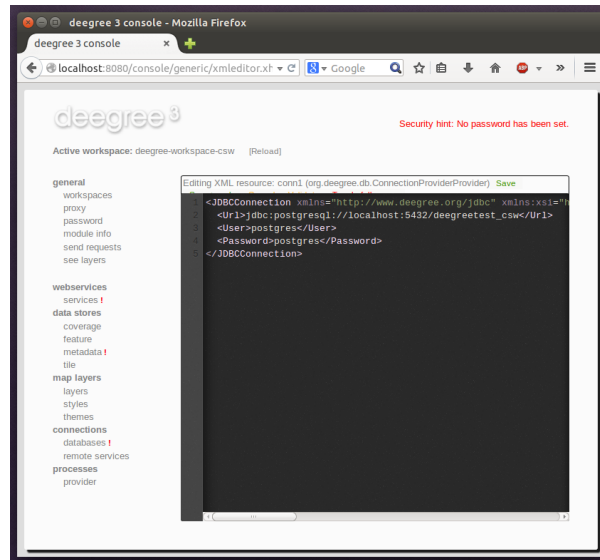 deegree 3 console - Mozilla Firefox
deegree 3 console
localhost:8080/console/generic/xmleditor.xh
Google
deegree 3
Security hint: No password has been set.
Active workspace: deegree-workspace-csw [Reload]
general
workspaces
proxy
password
module info
send requests
see layers
webservices
services !
data stores
coverage
feature
metadata !
tile
map layers
layers
styles
themes
connections
databases !
remote services
processes
provider
Editing XML resource: conn1 (org.deegree.db.ConnectionProviderProvider) Save
1 <JDBCConnection xmlns="http://www.deegree.org/jdbc" xmlns:xsi="h
2 <Url>jdbc:postgresql://localhost:5432/deegreetest_csw</Url>
3 <User>postgres</User>
4 <Password>postgres</Password>
5 </JDBCConnection>